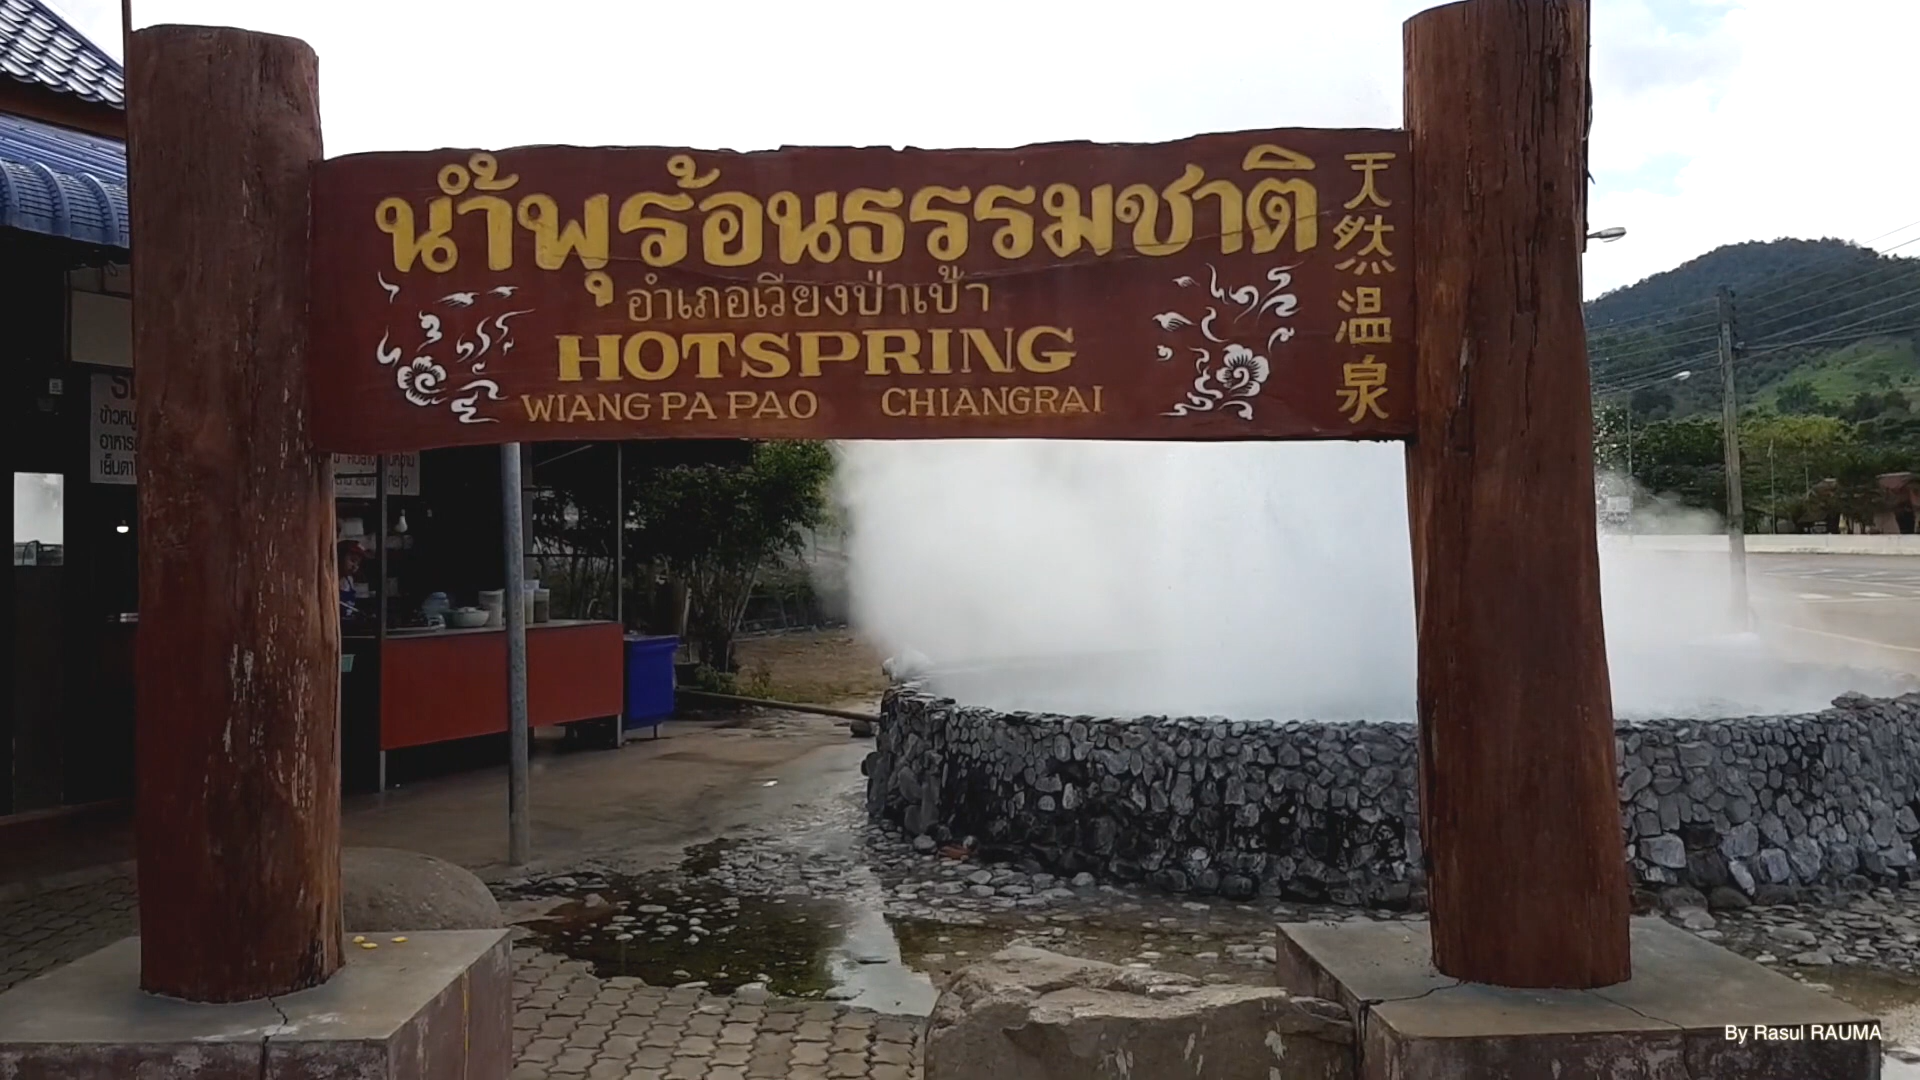 น้ำพุร้อนธรรมชาติ
อำเภอเวียงป่าเป้า
HOTSPRING
WIANG PA PAO CHIANGRAI
天然温泉
By Rasul RAUMA